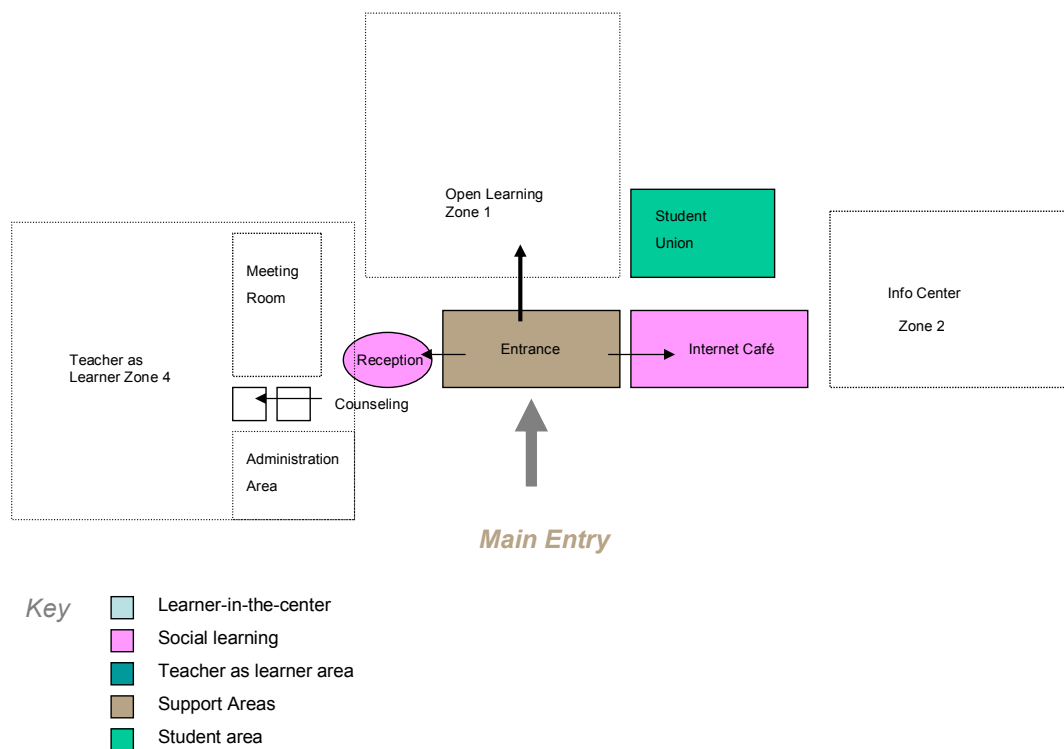 Open Learning
Zone 1
Student
Union
Meeting
Room
Info Center
Zone 2
Teacher as
Learner Zone 4
Reception
Entrance
Internet Café
Counseling
Administration
Area
Main Entry
Key
Learner-in-the-center
Social learning
Teacher as learner area
Support Areas
Student area